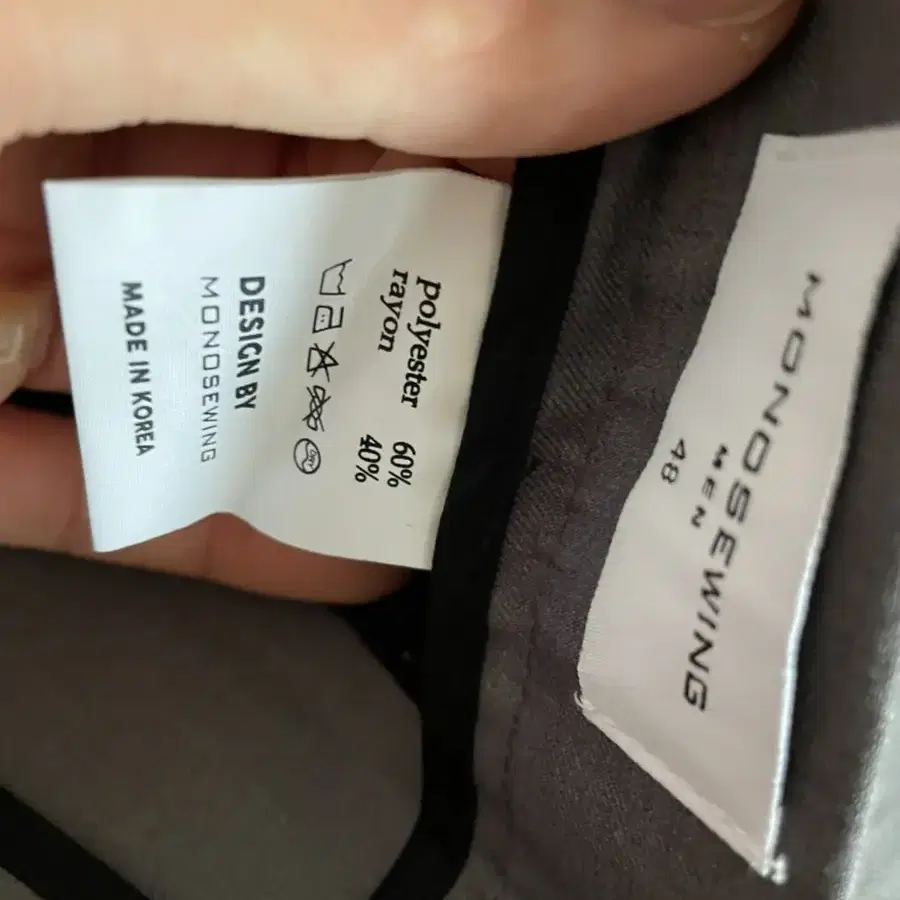 polyester 60%
rayon 40%
DESIGN BY
MONOSEWING
MADE IN KOREA
MONOSEWING
MEN
48